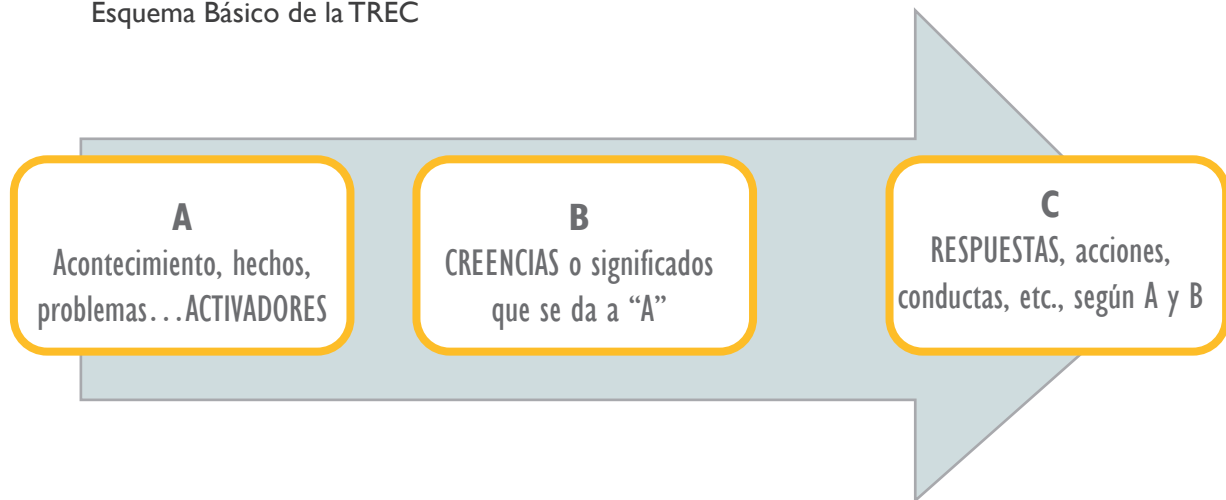 Esquema Básico de la TREC
A
Acontecimiento, hechos,
problemas…ACTIVADORES
B
CREENCIAS o significados
que se da a “A”
C
RESPUESTAS, acciones,
conductas, etc., según A y B